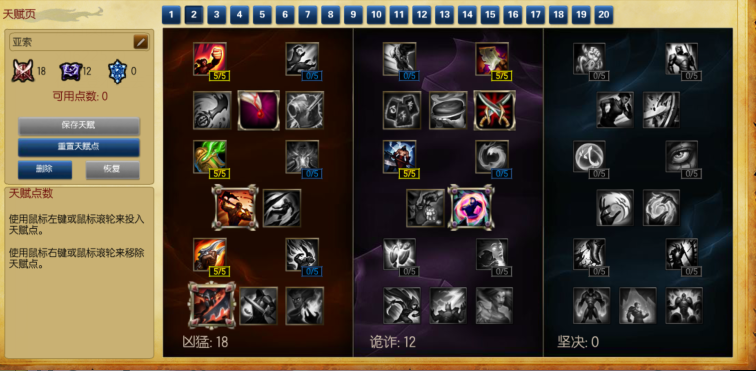 天赋页
1 2 3 4 5 6 7 8 9 10 11 12 13 14 15 16 17 18 19 20
亚索
18 12 0
可用点数: 0
保存天赋
重置天赋点
删除 恢复
天赋点数
使用鼠标左键或鼠标滚轮来投入
天赋点。
使用鼠标右键或鼠标滚轮来移除
天赋点。
5/5 0/5 0/5 5/5 0/5 0/5
5/5 0/5 5/5 0/5 0/5 0/5
5/5 0/5 0/5 0/5 0/5 0/5
凶猛: 18 诡诈: 12 坚决: 0